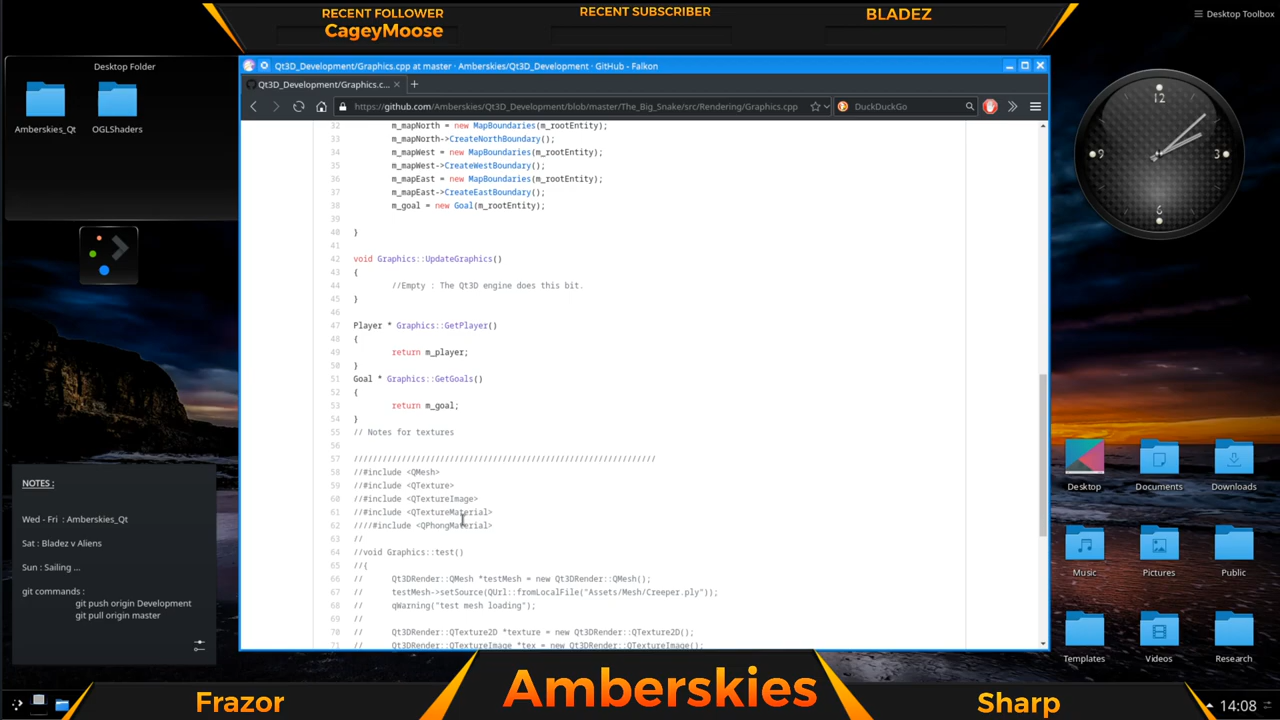 RECENT FOLLOWER
CageyMoose
RECENT SUBSCRIBER
BLADEZ
Desktop Toolbox
Desktop Folder
Amberskies_Qt
OGLShaders
Qt3D_Development/Graphics.cpp at master · Amberskies/Qt3D_Development · GitHub - Falkon
Qt3D_Development/Graphics.c...
https://github.com/Amberskies/Qt3D_Development/blob/master/The_Big_Snake/src/Rendering/Graphics.cpp
DuckDuckGo
32 m_mapNorth = new MapBoundaries(m_rootEntity);
33 m_mapNorth->CreateNorthBoundary();
34 m_mapWest = new MapBoundaries(m_rootEntity);
35 m_mapWest->CreateWestBoundary();
36 m_mapEast = new MapBoundaries(m_rootEntity);
37 m_mapEast->CreateEastBoundary();
38 m_goal = new Goal(m_rootEntity);
39
40 }
41
42 void Graphics::UpdateGraphics()
43 {
44 //Empty : The Qt3D engine does this bit.
45 }
46
47 Player * Graphics::GetPlayer()
48 {
49 return m_player;
50 }
51 Goal * Graphics::GetGoals()
52 {
53 return m_goal;
54 }
55 // Notes for textures
56
57 ///////////////////////////////////////////////////////////////
58 //#include <QMesh>
59 //#include <QTexture>
60 //#include <QTextureImage>
61 //#include <QTextureMaterial>
62 ////#include <QPhongMaterial>
63 //
64 //void Graphics::test()
65 //{
66 // Qt3DRender::QMesh *testMesh = new Qt3DRender::QMesh();
67 // testMesh->setSource(QUrl::fromLocalFile("Assets/Mesh/Creeper.ply"));
68 // qWarning("test mesh loading");
69 //
70 // Qt3DRender::QTexture2D *texture = new Qt3DRender::QTexture2D();
71 // Qt3DRender::QTextureImage *tex = new Qt3DRender::QTextureImage();
12
3
6
9
NOTES :
Wed - Fri : Amberskies_Qt
Sat : Bladez v Aliens
Sun : Sailing ...
git commands :
git push origin Development
git pull origin master
Desktop
Documents
Downloads
Music
Pictures
Public
Templates
Videos
Research
Frazor
Amberskies
Sharp
14:08